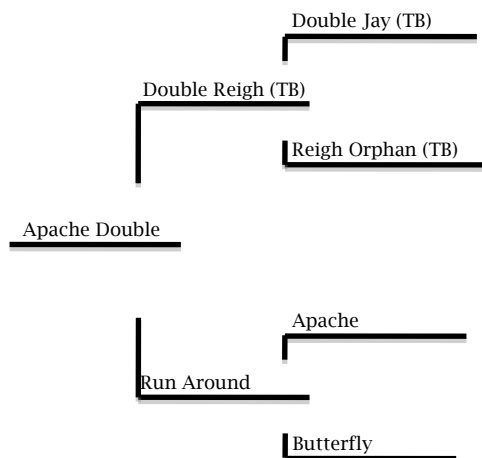 Double Jay (TB)
Double Reigh (TB)
Reigh Orphan (TB)
Apache Double
Apache
Run Around
Butterfly